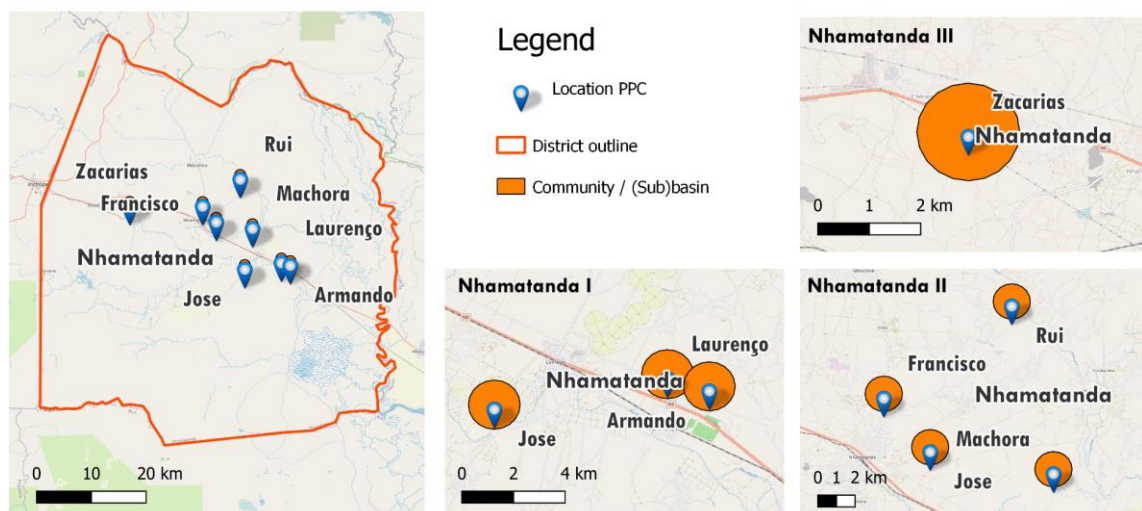 Rui
Zacarias
Machora
Francisco
Laurenço
Nhamatanda
Jose
Armando
0 10 20 km
Legend
Location PPC
District outline
Community / (Sub)basin
Nhamatanda III
Zacarias
Nhamatanda
0 1 2 km
Nhamatanda I
Laurenço
Nhamatanda
Armando
Jose
0 2 4 km
Nhamatanda II
Rui
Francisco
Nhamatanda
Machora
Jose
0 1 2 km